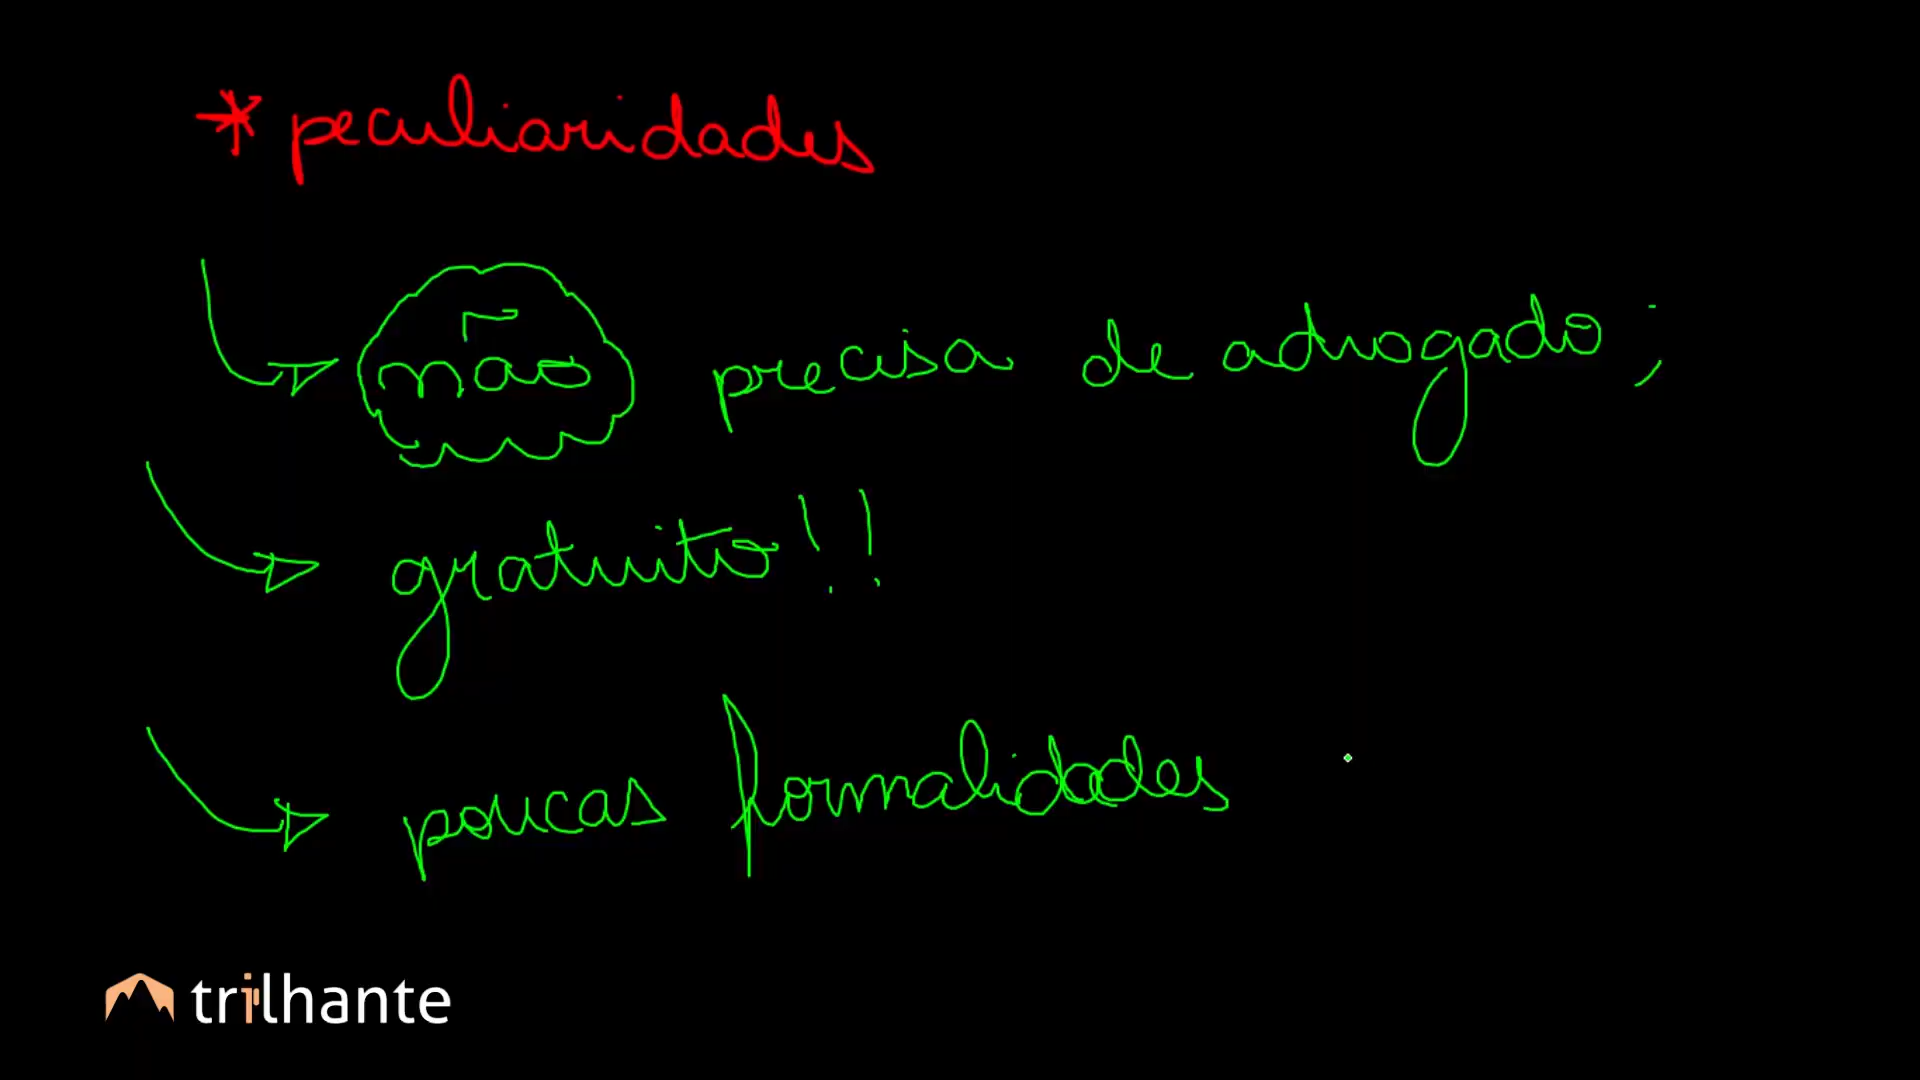 * peculiaridades
não precisa de advogado;
gratuito!!
poucas formalidades
trilhante